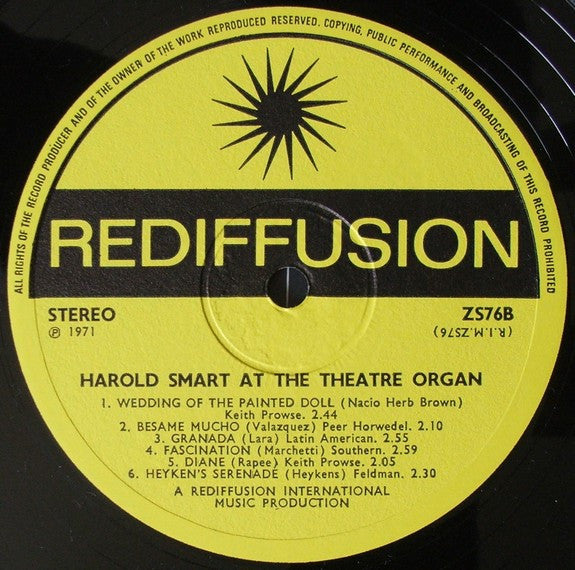 ALL RIGHTS OF THE RECORD PRODUCER AND OF THE OWNER OF THE WORK REPRODUCED RESERVED. COPYING, PUBLIC PERFORMANCE AND BROADCASTING OF THIS RECORD PROHIBITED
REDIFFUSION
STEREO
ZS76B
℗ 1971
(R.I.M.ZS76)
HAROLD SMART AT THE THEATRE ORGAN
1. WEDDING OF THE PAINTED DOLL (Nacio Herb Brown)
Keith Prowse. 2.44
2. BESAME MUCHO (Valazquez) Peer Horwedel. 2.10
3. GRANADA (Lara) Latin American. 2.55
4. FASCINATION (Marchetti) Southern. 2.59
5. DIANE (Rapee) Keith Prowse. 2.05
6. HEYKEN'S SERENADE (Heykens) Feldman. 2.30
A REDIFFUSION INTERNATIONAL
MUSIC PRODUCTION